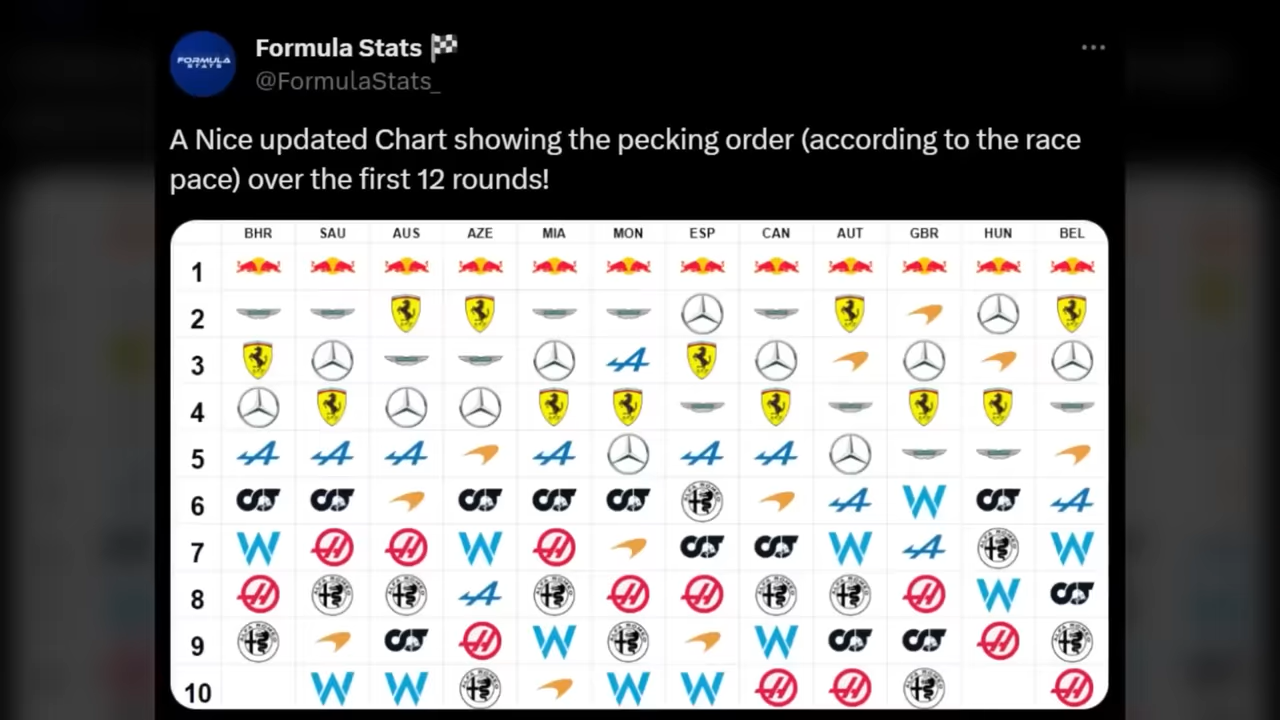 FORMULA
STATS
Formula Stats
@FormulaStats_
A Nice updated Chart showing the pecking order (according to the race
pace) over the first 12 rounds!
BHR SAU AUS AZE MIA MON ESP CAN AUT GBR HUN BEL
1
2
3
4
5
6
7
8
9
10